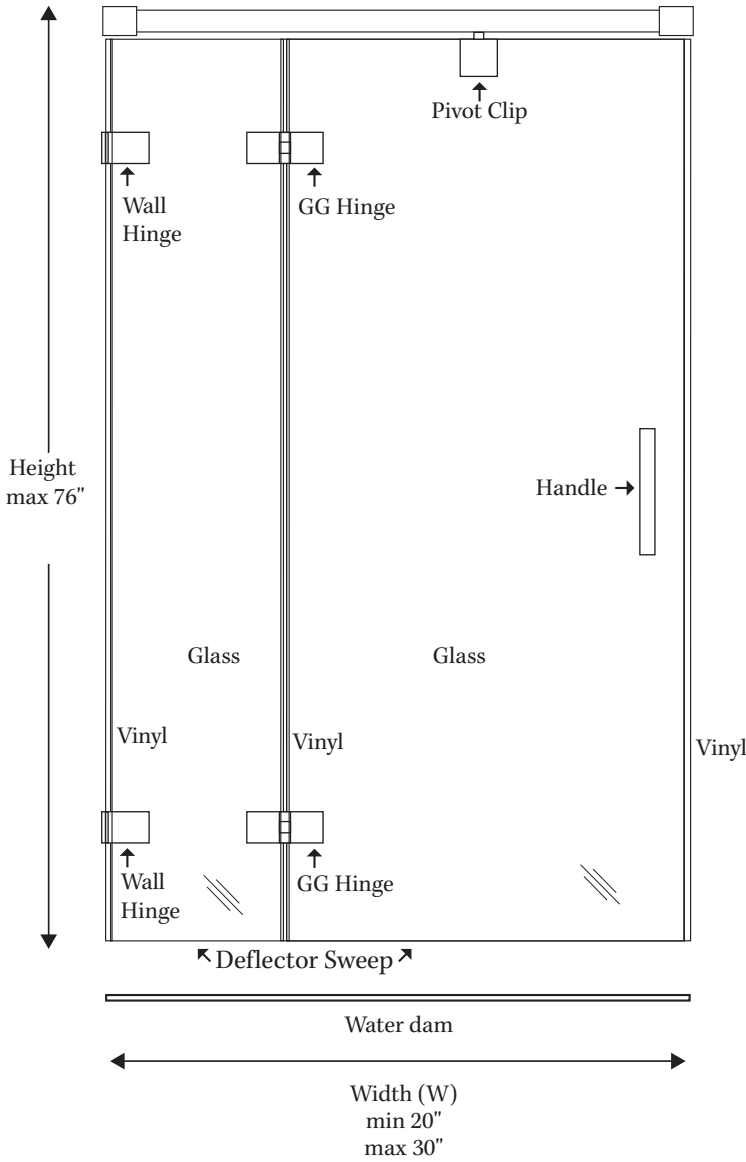 Pivot Clip
Wall
Hinge
GG Hinge
Height
max 76"
Handle
Glass
Glass
Vinyl
Vinyl
Vinyl
Wall
Hinge
GG Hinge
Deflector Sweep
Water dam
Width (W)
min 20"
max 30"